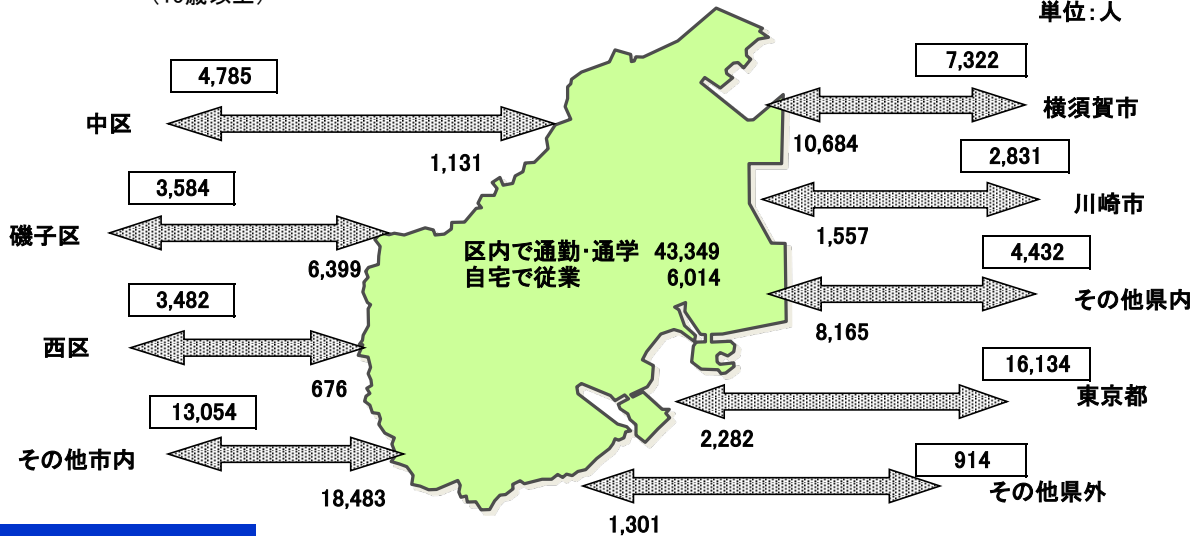 単位:人
4,785
中区
1,131
3,584
磯子区
6,399
3,482
西区
676
13,054
その他市内
18,483
区内で通勤・通学 43,349
自宅で従業 6,014
7,322
横須賀市
10,684
2,831
川崎市
1,557
4,432
その他県内
8,165
16,134
東京都
2,282
914
その他県外
1,301